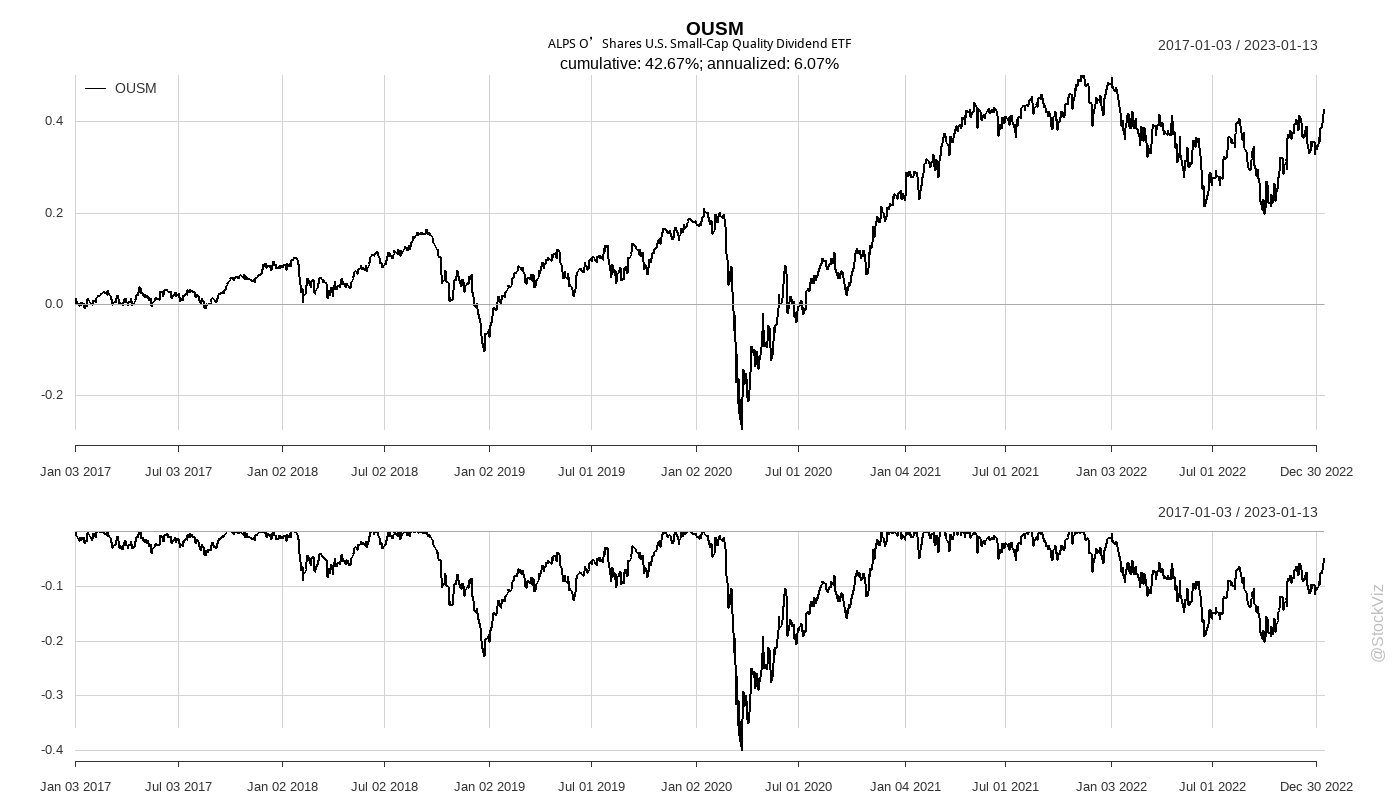 OUSM
ALPS O’ Shares U.S. Small-Cap Quality Dividend ETF
2017-01-03 / 2023-01-13
cumulative: 42.67%; annualized: 6.07%
OUSM
0.4
0.2
0.0
-0.2
Jan 03 2017 Jul 03 2017 Jan 02 2018 Jul 02 2018 Jan 02 2019 Jul 01 2019 Jan 02 2020 Jul 01 2020 Jan 04 2021 Jul 01 2021 Jan 03 2022 Jul 01 2022 Dec 30 2022
2017-01-03 / 2023-01-13
-0.1
-0.2
-0.3
-0.4
Jan 03 2017 Jul 03 2017 Jan 02 2018 Jul 02 2018 Jan 02 2019 Jul 01 2019 Jan 02 2020 Jul 01 2020 Jan 04 2021 Jul 01 2021 Jan 03 2022 Jul 01 2022 Dec 30 2022
@StockViz